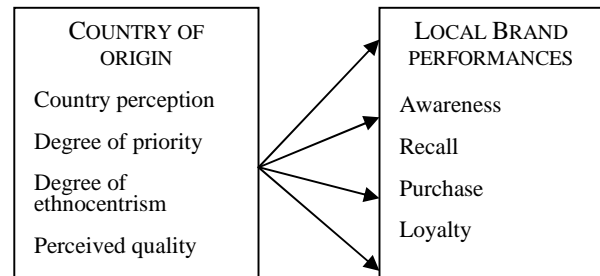 COUNTRY OF
ORIGIN
Country perception
Degree of priority
Degree of
ethnocentrism
Perceived quality
LOCAL BRAND
PERFORMANCES
Awareness
Recall
Purchase
Loyalty